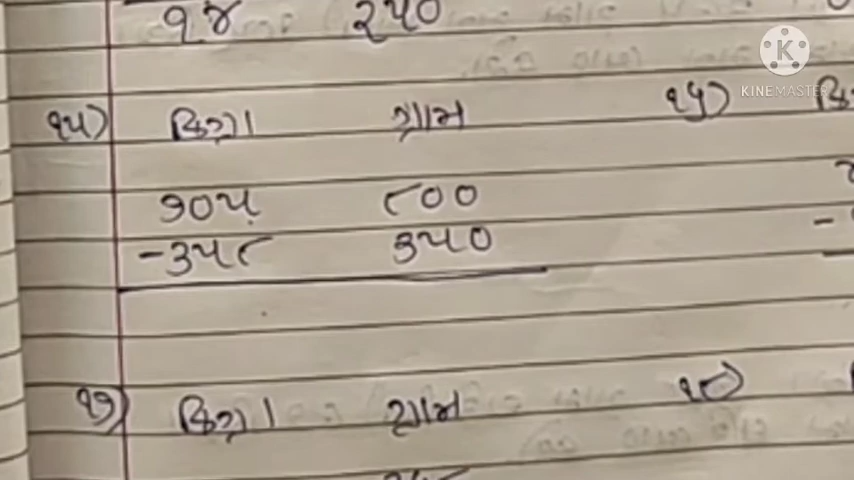 ૧૪ ૨૫૦
KINEMASTER
૧૫) કિગ્રા ગ્રામ ૧૬)
૭૦૫ ૮૦૦
-૩૫૮ ૩૫૦ -
૧૭) કિગ્રા ગ્રામ ૧૮)